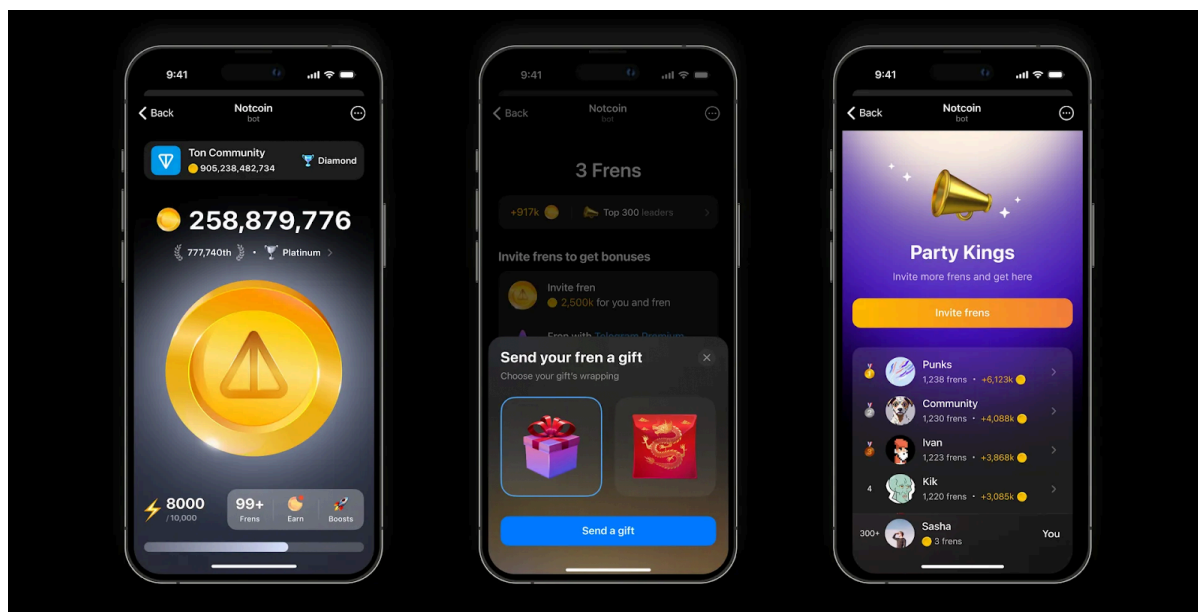 9:41
Back
Notcoin
bot
Ton Community
905,238,482,734
Diamond
258,879,776
777,740th • Platinum >
8000
/ 10,000
99+
Frens
Earn
Boosts
9:41
Back
Notcoin
bot
3 Frens
+917k
Top 300 leaders
Invite frens to get bonuses
Invite fren
2,500k for you and fren
Fren with Telegram Premium
Send your fren a gift
Choose your gift's wrapping
Send a gift
9:41
Back
Notcoin
bot
Party Kings
Invite more frens and get here
Invite frens
Punks
1,238 frens • +6,123k
Community
1,230 frens • +4,088k
Ivan
1,223 frens • +3,868k
4
Kik
1,220 frens • +3,085k
300+
Sasha
3 frens
You